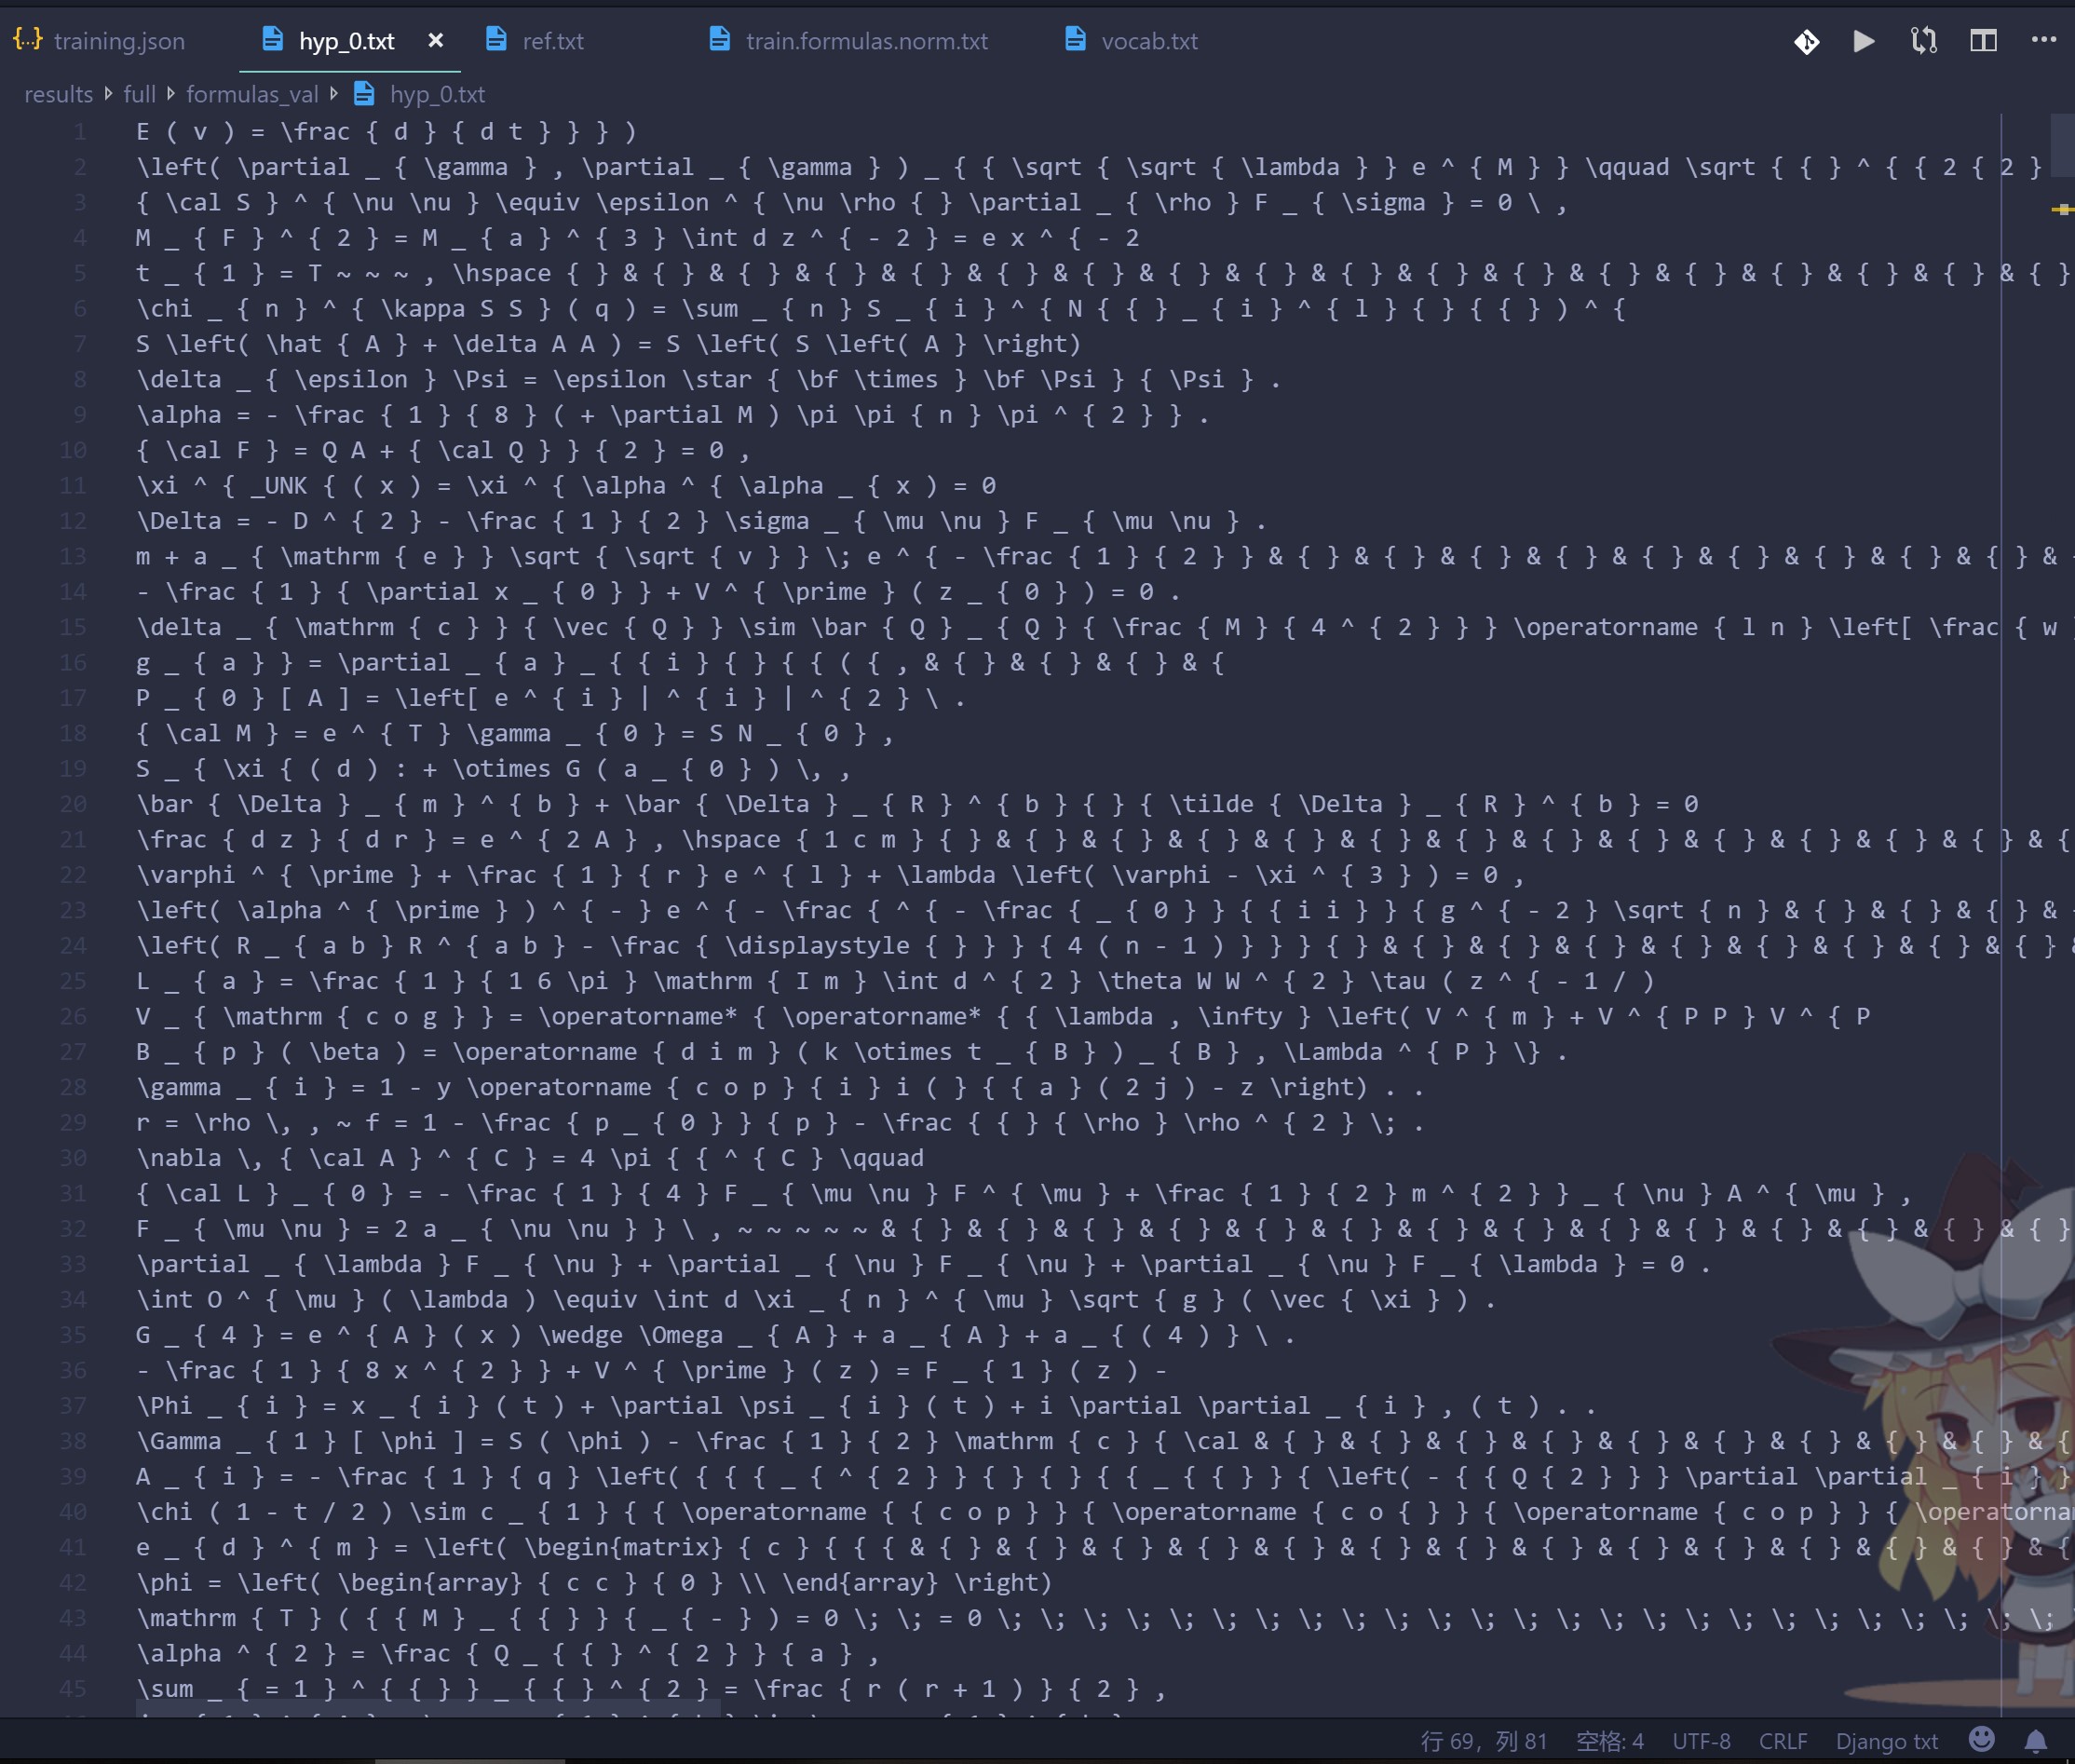 training.json hyp_0.txt ref.txt train.formulas.norm.txt vocab.txt
results full formulas_val hyp_0.txt
1 E ( v ) = \frac { d } { d t } } } )
2 \left( \partial _ { \gamma } , \partial _ { \gamma } ) _ { { \sqrt { \sqrt { \lambda } } e ^ { M } } \qquad \sqrt { { } ^ { { 2 { 2 }
3 { \cal S } ^ { \nu \nu } \equiv \epsilon ^ { \nu \rho { } \partial _ { \rho } F _ { \sigma } = 0 \ ,
4 M _ { F } ^ { 2 } = M _ { a } ^ { 3 } \int d z ^ { - 2 } = e x ^ { - 2
5 t _ { 1 } = T ~ ~ ~ , \hspace { } & { } & { } & { } & { } & { } & { } & { } & { } & { } & { } & { } & { } & { } & { } & { } & { } & { }
6 \chi _ { n } ^ { \kappa S S } ( q ) = \sum _ { n } S _ { i } ^ { N { { } _ { i } ^ { l } { } { { } ) ^ {
7 S \left( \hat { A } + \delta A A ) = S \left( S \left( A } \right)
8 \delta _ { \epsilon } \Psi = \epsilon \star { \bf \times } \bf \Psi } { \Psi } .
9 \alpha = - \frac { 1 } { 8 } ( + \partial M ) \pi \pi { n } \pi ^ { 2 } } .
10 { \cal F } = Q A + { \cal Q } } { 2 } = 0 ,
11 \xi ^ { _UNK { ( x ) = \xi ^ { \alpha ^ { \alpha _ { x ) = 0
12 \Delta = - D ^ { 2 } - \frac { 1 } { 2 } \sigma _ { \mu \nu } F _ { \mu \nu } .
13 m + a _ { \mathrm { e } } \sqrt { \sqrt { v } } \; e ^ { - \frac { 1 } { 2 } } & { } & { } & { } & { } & { } & { } & { } & { } & { } &
14 - \frac { 1 } { \partial x _ { 0 } } + V ^ { \prime } ( z _ { 0 } ) = 0 .
15 \delta _ { \mathrm { c } } { \vec { Q } } \sim \bar { Q } _ { Q } { \frac { M } { 4 ^ { 2 } } } \operatorname { l n } \left[ \frac { w
16 g _ { a } } = \partial _ { a } _ { { i } { } { { ( { , & { } & { } & { } & {
17 P _ { 0 } [ A ] = \left[ e ^ { i } | ^ { i } | ^ { 2 } \ .
18 { \cal M } = e ^ { T } \gamma _ { 0 } = S N _ { 0 } ,
19 S _ { \xi { ( d ) : + \otimes G ( a _ { 0 } ) \, ,
20 \bar { \Delta } _ { m } ^ { b } + \bar { \Delta } _ { R } ^ { b } { } { \tilde { \Delta } _ { R } ^ { b } = 0
21 \frac { d z } { d r } = e ^ { 2 A } , \hspace { 1 c m } { } & { } & { } & { } & { } & { } & { } & { } & { } & { } & { } & { } & { } & {
22 \varphi ^ { \prime } + \frac { 1 } { r } e ^ { l } + \lambda \left( \varphi - \xi ^ { 3 } ) = 0 ,
23 \left( \alpha ^ { \prime } ) ^ { - } e ^ { - \frac { ^ { - \frac { _ { 0 } } { { i i } } { g ^ { - 2 } \sqrt { n } & { } & { } & { } &
24 \left( R _ { a b } R ^ { a b } - \frac { \displaystyle { } } } { 4 ( n - 1 ) } } } { } & { } & { } & { } & { } & { } & { } & { } & { }
25 L _ { a } = \frac { 1 } { 1 6 \pi } \mathrm { I m } \int d ^ { 2 } \theta W W ^ { 2 } \tau ( z ^ { - 1 / )
26 V _ { \mathrm { c o g } } = \operatorname* { \operatorname* { { \lambda , \infty } \left( V ^ { m } + V ^ { P P } V ^ { P
27 B _ { p } ( \beta ) = \operatorname { d i m } ( k \otimes t _ { B } ) _ { B } , \Lambda ^ { P } \} .
28 \gamma _ { i } = 1 - y \operatorname { c o p } { i } i ( } { { a } ( 2 j ) - z \right) . .
29 r = \rho \, , ~ f = 1 - \frac { p _ { 0 } } { p } - \frac { { } { \rho } \rho ^ { 2 } \; .
30 \nabla \, { \cal A } ^ { C } = 4 \pi { { ^ { C } \qquad
31 { \cal L } _ { 0 } = - \frac { 1 } { 4 } F _ { \mu \nu } F ^ { \mu } + \frac { 1 } { 2 } m ^ { 2 } } _ { \nu } A ^ { \mu } ,
32 F _ { \mu \nu } = 2 a _ { \nu \nu } } \ , ~ ~ ~ ~ ~ & { } & { } & { } & { } & { } & { } & { } & { } & { } & { } & { } & { } & { } & { }
33 \partial _ { \lambda } F _ { \nu } + \partial _ { \nu } F _ { \nu } + \partial _ { \nu } F _ { \lambda } = 0 .
34 \int O ^ { \mu } ( \lambda ) \equiv \int d \xi _ { n } ^ { \mu } \sqrt { g } ( \vec { \xi } ) .
35 G _ { 4 } = e ^ { A } ( x ) \wedge \Omega _ { A } + a _ { A } + a _ { ( 4 ) } \ .
36 - \frac { 1 } { 8 x ^ { 2 } } + V ^ { \prime } ( z ) = F _ { 1 } ( z ) -
37 \Phi _ { i } = x _ { i } ( t ) + \partial \psi _ { i } ( t ) + i \partial \partial _ { i } , ( t ) . .
38 \Gamma _ { 1 } [ \phi ] = S ( \phi ) - \frac { 1 } { 2 } \mathrm { c } { \cal & { } & { } & { } & { } & { } & { } & { } & { } & { } & {
39 A _ { i } = - \frac { 1 } { q } \left( { { { _ { ^ { 2 } } { } { } { { _ { { } } { \left( - { { Q { 2 } } } \partial \partial _ { i } }
40 \chi ( 1 - t / 2 ) \sim c _ { 1 } { { \operatorname { { c o p } } { \operatorname { c o { } } { \operatorname { c o p } } { \operatorna
41 e _ { d } ^ { m } = \left( \begin{matrix} { c } { { { & { } & { } & { } & { } & { } & { } & { } & { } & { } & { } & { } & { } & { } & {
42 \phi = \left( \begin{array} { c c } { 0 } \\ \end{array} \right)
43 \mathrm { T } ( { { M } _ { { } } { _ { - } ) = 0 \; \; = 0 \; \; \; \; \; \; \; \; \; \; \; \; \; \; \; \; \; \; \; \; \; \; \; \; \;
44 \alpha ^ { 2 } = \frac { Q _ { { } ^ { 2 } } { a } ,
45 \sum _ { = 1 } ^ { { } } _ { { } ^ { 2 } = \frac { r ( r + 1 ) } { 2 } ,
行 69，列 81 空格: 4 UTF-8 CRLF Django txt